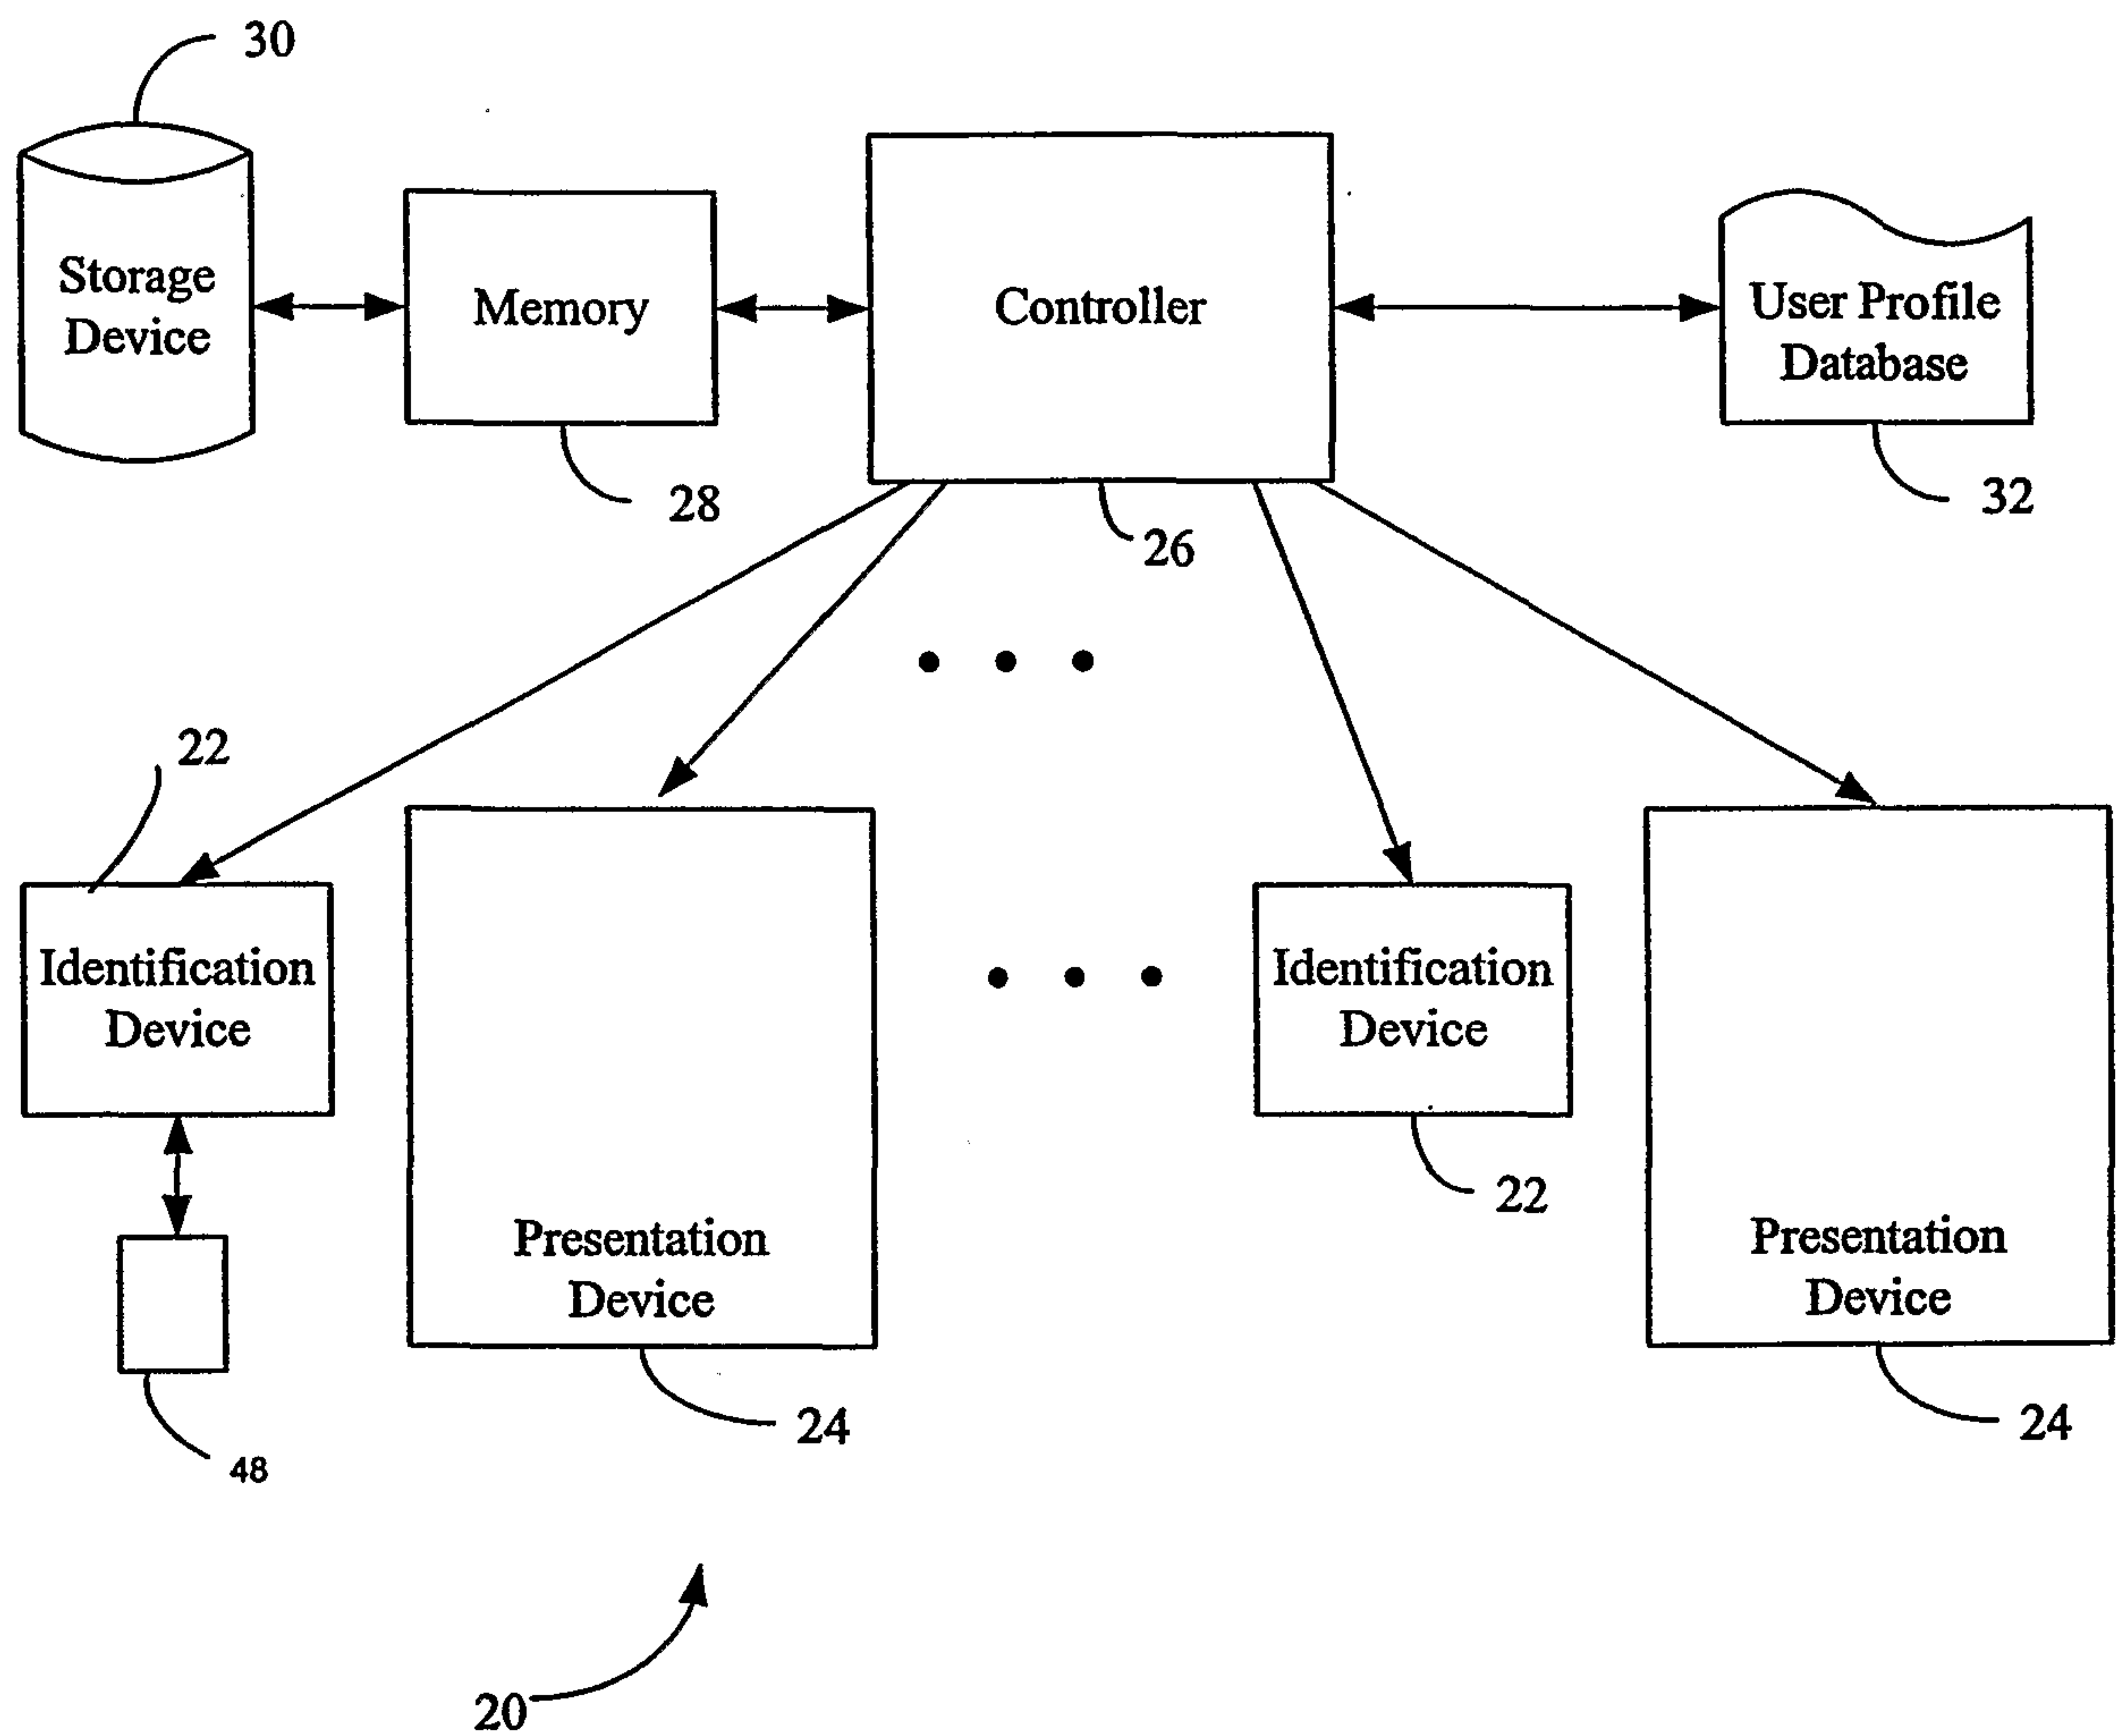 30
Storage
Device
Memory
Controller
User Profile
Database
28
26
32
22
Identification
Device
Identification
Device
22
Presentation
Device
Presentation
Device
24
24
48
20